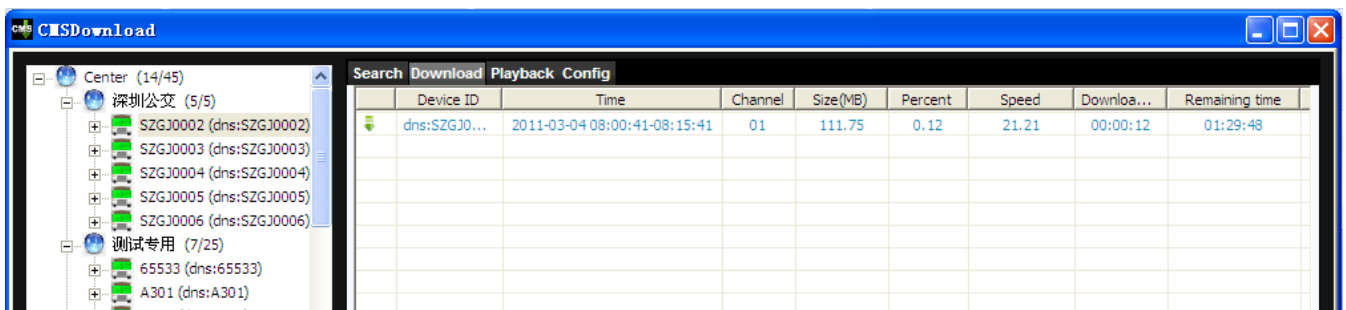 CMSDownload
Center (14/45)
深圳公交 (5/5)
SZGJ0002 (dns:SZGJ0002)
SZGJ0003 (dns:SZGJ0003)
SZGJ0004 (dns:SZGJ0004)
SZGJ0005 (dns:SZGJ0005)
SZGJ0006 (dns:SZGJ0006)
测试专用 (7/25)
65533 (dns:65533)
A301 (dns:A301)
Search Download Playback Config
Device ID Time Channel Size(MB) Percent Speed Downloa... Remaining time
dns:SZGJ0... 2011-03-04 08:00:41-08:15:41 01 111.75 0.12 21.21 00:00:12 01:29:48